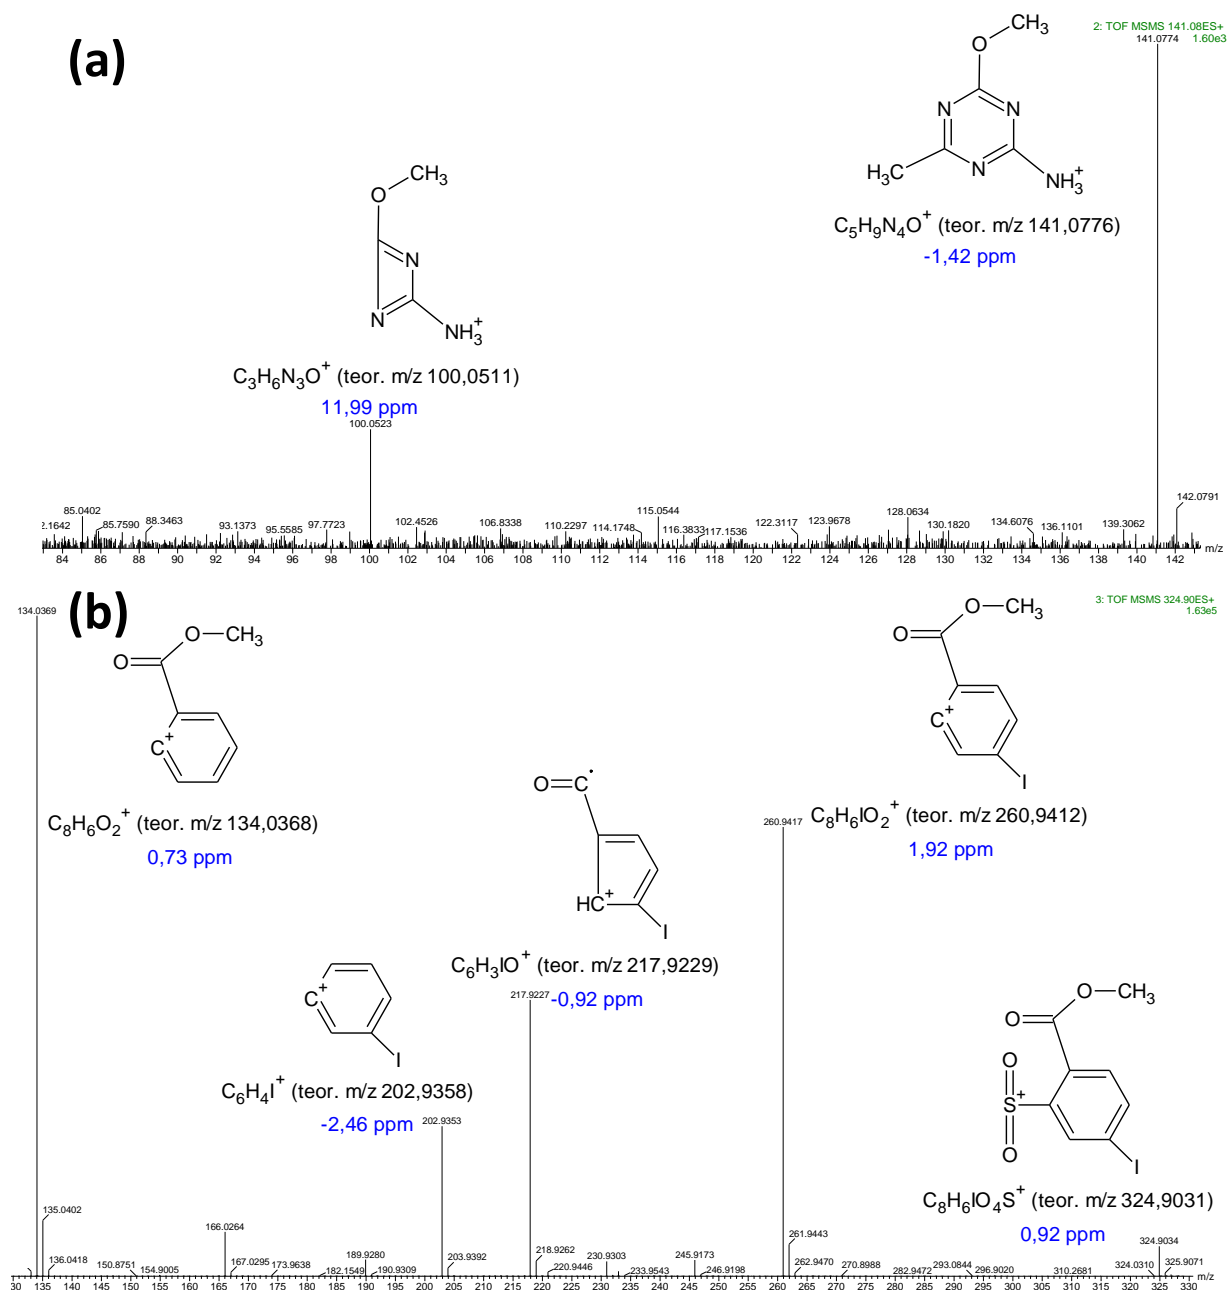 (a)
2: TOF MSMS 141.08ES+
1.60e3
141.0774
CH3
O
N
N
N
H3C
NH3+
C5H9N4O+ (teor. m/z 141,0776)
-1,42 ppm
CH3
O
N
N
NH3+
C3H6N3O+ (teor. m/z 100,0511)
11,99 ppm
100.0523
2.1642
85.0402
85.7590
88.3463
93.1373
95.5585
97.7723
102.4526
106.8338
110.2297
114.1748
115.0544
116.3833
117.1536
122.3117
123.9678
128.0634
130.1820
134.6076
136.1101
139.3062
142.0791
84 86 88 90 92 94 96 98 100 102 104 106 108 110 112 114 116 118 120 122 124 126 128 130 132 134 136 138 140 142
m/z
(b)
3: TOF MSMS 324.90ES+
1.63e5
134.0369
O
O
CH3
C+
C8H6O2+ (teor. m/z 134,0368)
0,73 ppm
O
O
CH3
C+
I
C8H6IO2+ (teor. m/z 260,9412)
1,92 ppm
260.9417
O
C•
HC+
I
C6H3IO+ (teor. m/z 217,9229)
-0,92 ppm
217.9227
C+
I
C6H4I+ (teor. m/z 202,9358)
-2,46 ppm
202.9353
O
O
CH3
O
S+
O
I
C8H6IO4S+ (teor. m/z 324,9031)
0,92 ppm
324.9034
135.0402
136.0418
150.8751
154.9005
166.0264
167.0295
173.9638
182.1549
189.9280
190.9309
203.9392
218.9262
220.9446
230.9303
233.9543
245.9173
246.9198
261.9443
262.9470
270.8988
282.9472
293.0844
296.9020
310.2681
324.0310
325.9071
30 135 140 145 150 155 160 165 170 175 180 185 190 195 200 205 210 215 220 225 230 235 240 245 250 255 260 265 270 275 280 285 290 295 300 305 310 315 320 325 330
m/z